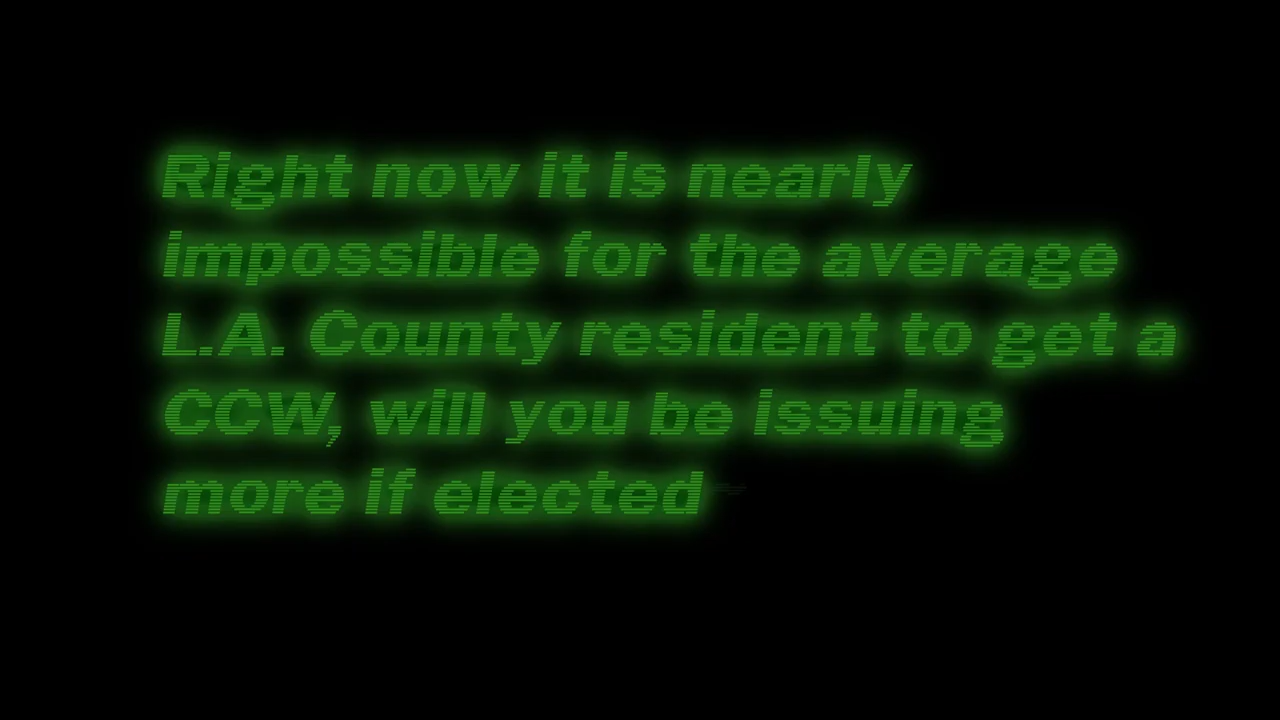 Right now it is nearly
impossible for the average
L.A. County resident to get a
CCW, will you be issuing
more if elected